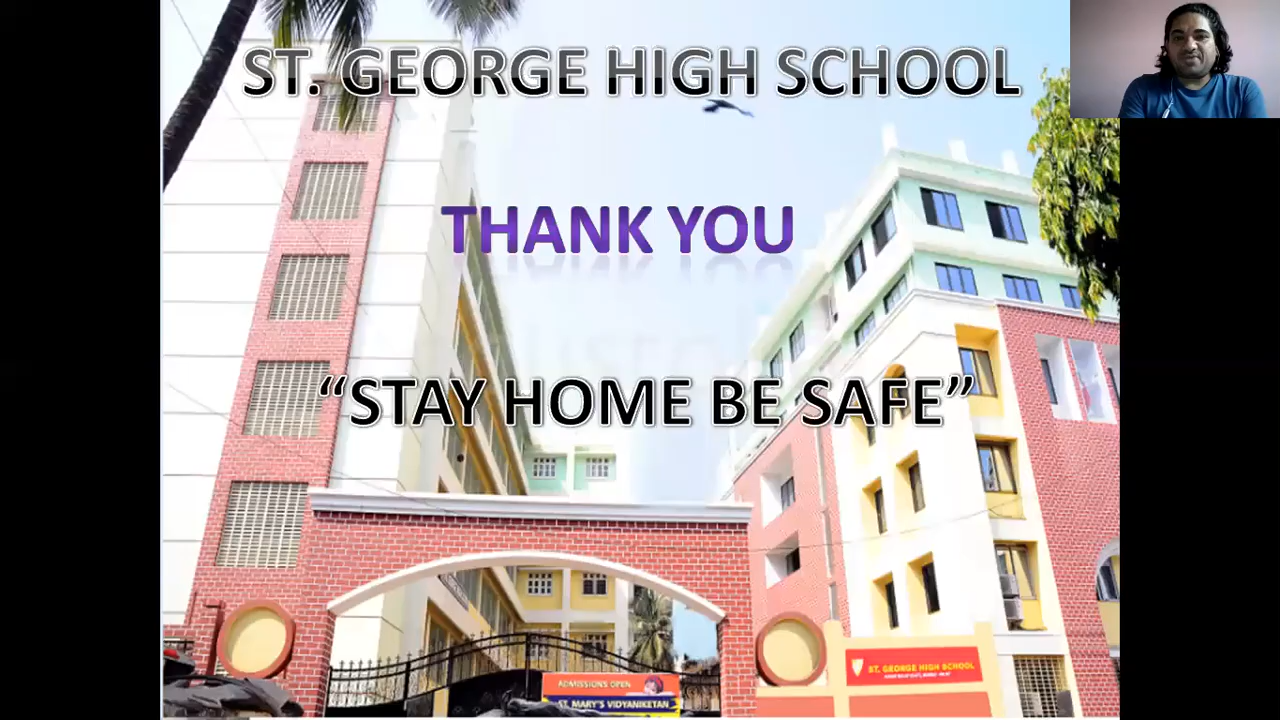 ST. GEORGE HIGH SCHOOL
THANK YOU
“STAY HOME BE SAFE”
ST. GEORGE HIGH SCHOOL
ADMISSIONS OPEN
ST. MARY'S VIDYANIKETAN